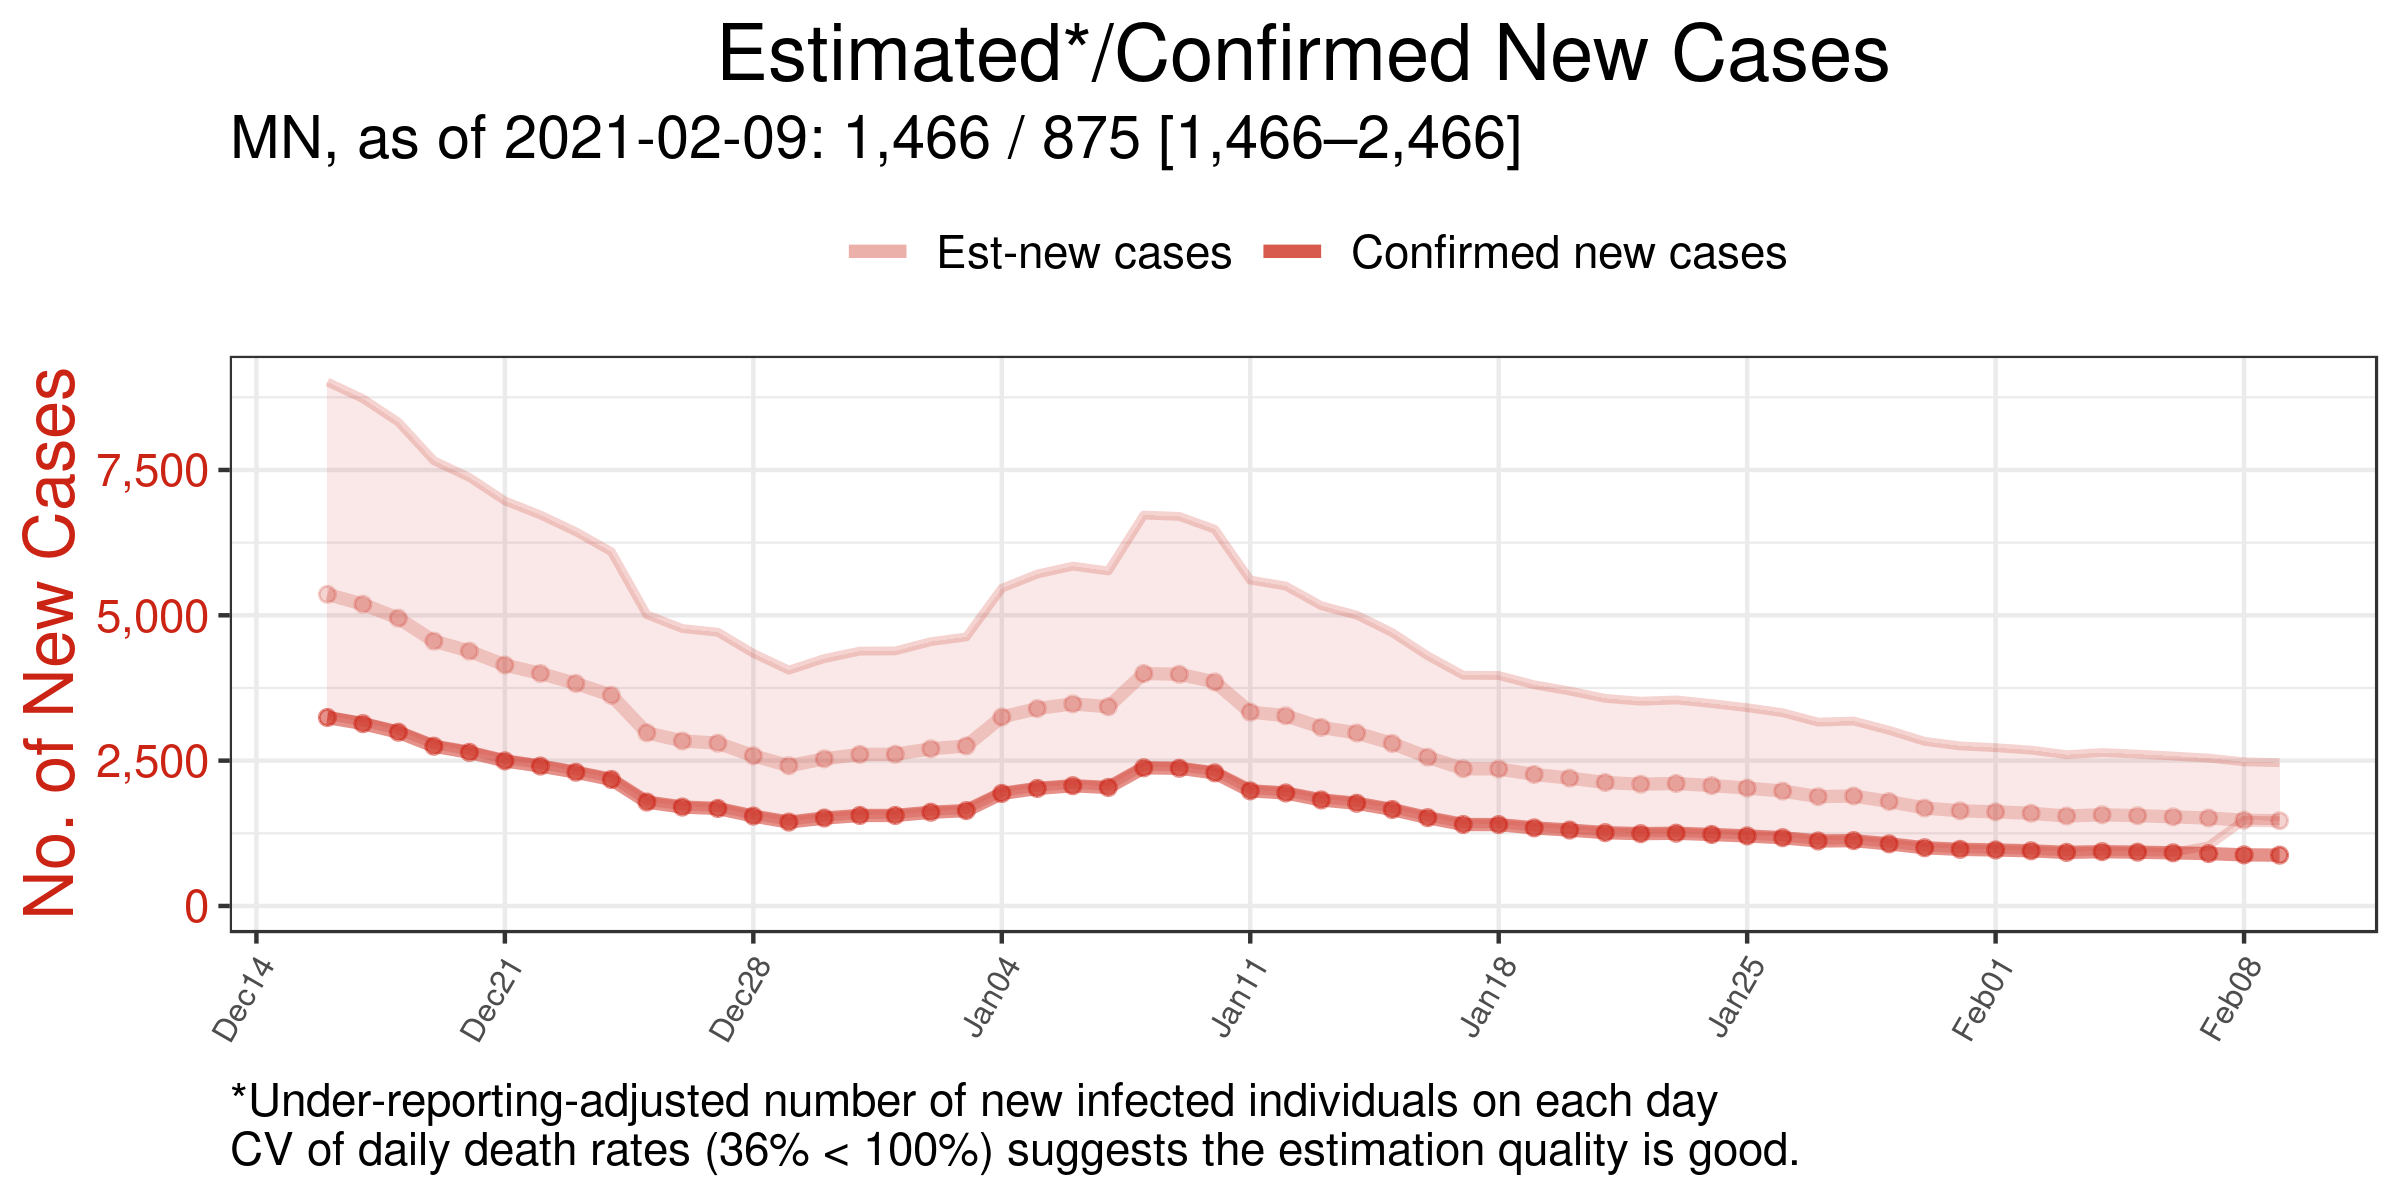 Estimated*/Confirmed New Cases
MN, as of 2021-02-09: 1,466 / 875 [1,466–2,466]
Est-new cases Confirmed new cases
No. of New Cases
7,500
5,000
2,500
0
Dec14 Dec21 Dec28 Jan04 Jan11 Jan18 Jan25 Feb01 Feb08
*Under-reporting-adjusted number of new infected individuals on each day
CV of daily death rates (36% < 100%) suggests the estimation quality is good.